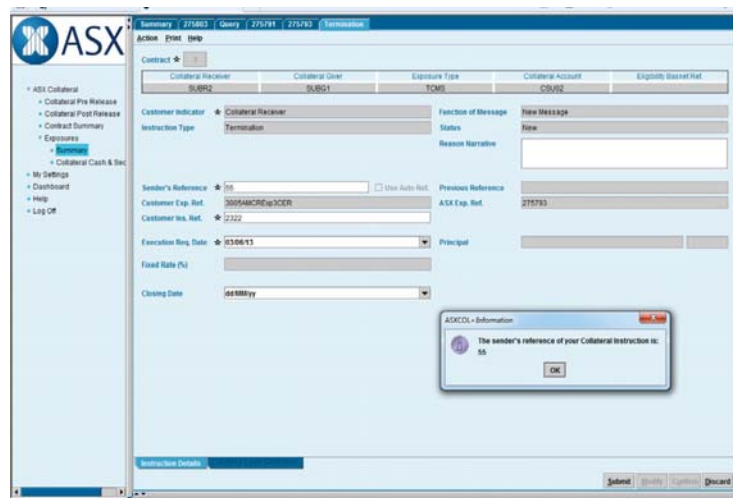 ASX
Summary 275803 Query 275791 275793 Termination
Action Print Help
Contract
Collateral Receiver Collateral Giver Exposure Type Collateral Account Eligibility Basket Ref.
SUBR2 SUBG1 TCMS CSU02
Customer Indicator Collateral Receiver Function of Message New Message
Instruction Type Termination Status New
Reason Narrative
Sender's Reference 55 Use Auto Ref. Previous Reference
Customer Exp. Ref. 3005AMCRExp3CER ASX Exp. Ref. 275793
Customer Ins. Ref. 2322
Execution Req. Date 03/06/13 Principal
Fixed Rate (%)
Closing Date dd/MM/yy
ASX Collateral
Collateral Pre Release
Collateral Post Release
Contract Summary
Exposures
Summary
Collateral Cash & Sec
My Settings
Dashboard
Help
Log Off
ASXCOL - Information
The sender's reference of your Collateral Instruction is:
55
OK
Instruction Details
Submit Modify Confirm Discard